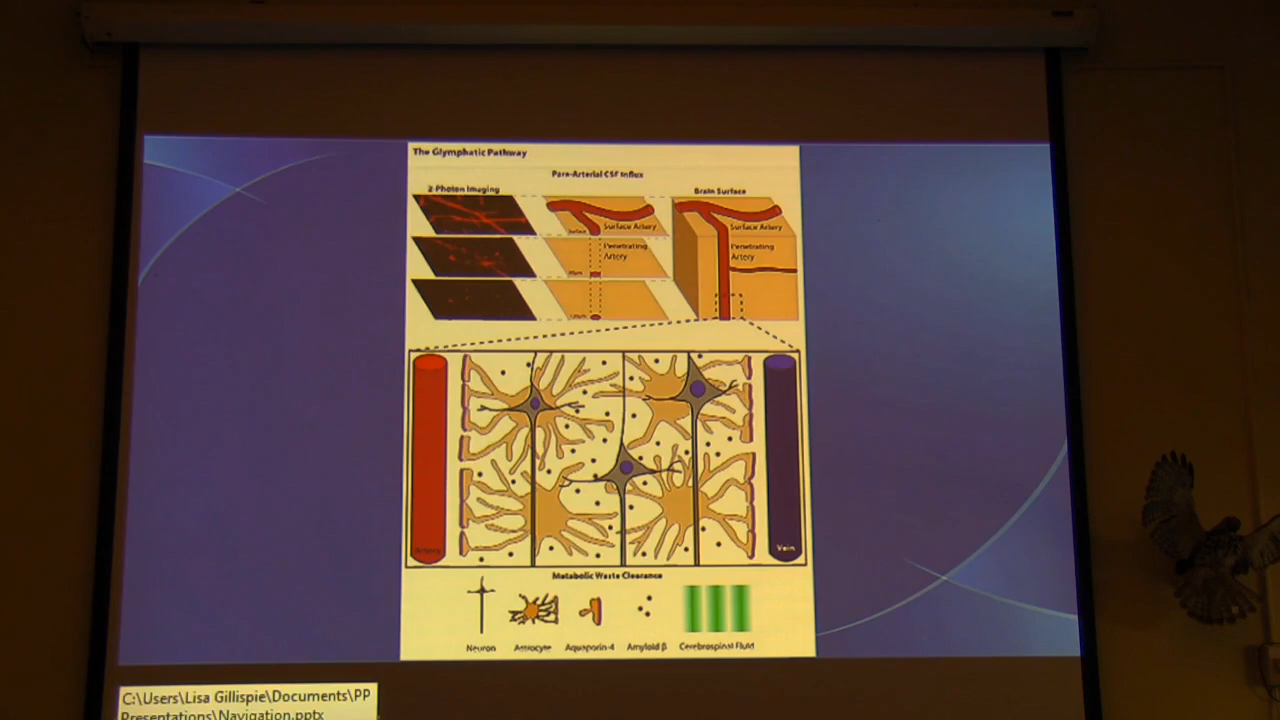 The Glymphatic Pathway
Para-Arterial CSF Influx
2-Photon Imaging
Brain Surface
Surface Artery
Surface Artery
Penetrating
Artery
Penetrating
Artery
Artery
Vein
Metabolic Waste Clearance
Neuron Astrocyte Aquaporin-4 Amyloid β Cerebrospinal Fluid
C:\Users\Lisa Gillispie\Documents\PP
Presentations\Navigation.pptx